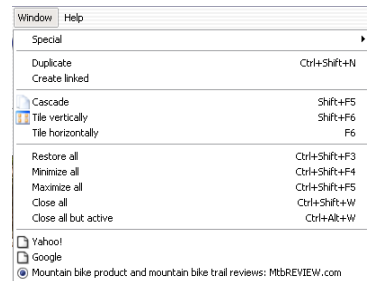 Window Help
Special
Duplicate Ctrl+Shift+N
Create linked
Cascade Shift+F5
Tile vertically Shift+F6
Tile horizontally F6
Restore all Ctrl+Shift+F3
Minimize all Ctrl+Shift+F4
Maximize all Ctrl+Shift+F5
Close all Ctrl+Shift+W
Close all but active Ctrl+Alt+W
Yahoo!
Google
Mountain bike product and mountain bike trail reviews: MtbREVIEW.com